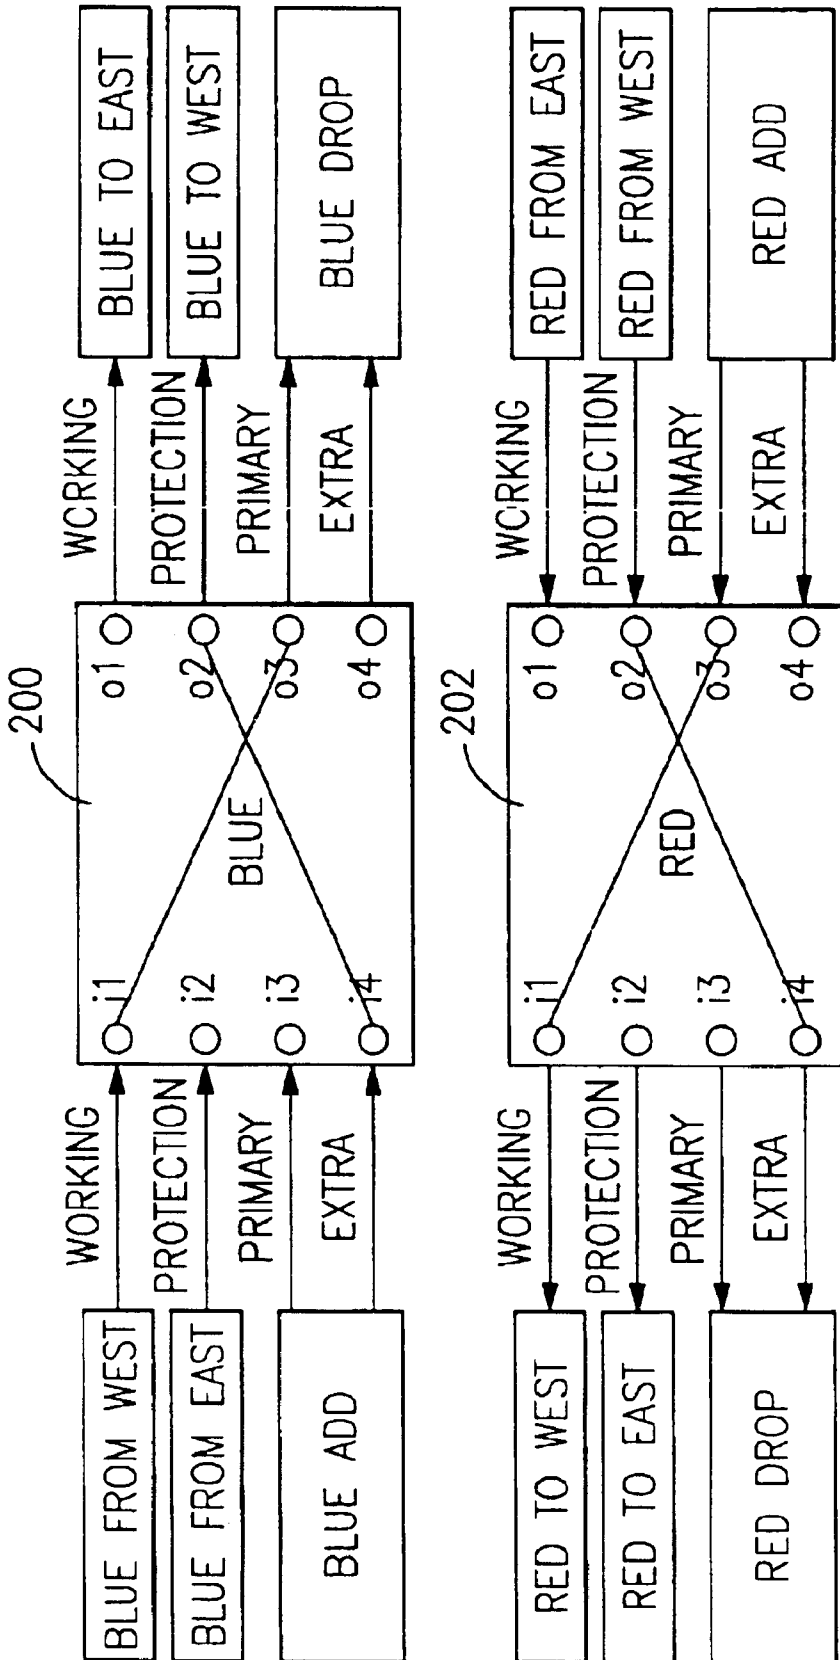 BLUE FROM WEST
BLUE FROM EAST
BLUE ADD
WORKING
PROTECTION
PRIMARY
EXTRA
i1
i2
i3
i4
BLUE
200
o1
o2
o3
o4
WORKING
PROTECTION
PRIMARY
EXTRA
BLUE TO EAST
BLUE TO WEST
BLUE DROP
RED TO WEST
RED TO EAST
RED DROP
WORKING
PROTECTION
PRIMARY
EXTRA
i1
i2
i3
i4
RED
202
o1
o2
o3
o4
WORKING
PROTECTION
PRIMARY
EXTRA
RED FROM EAST
RED FROM WEST
RED ADD